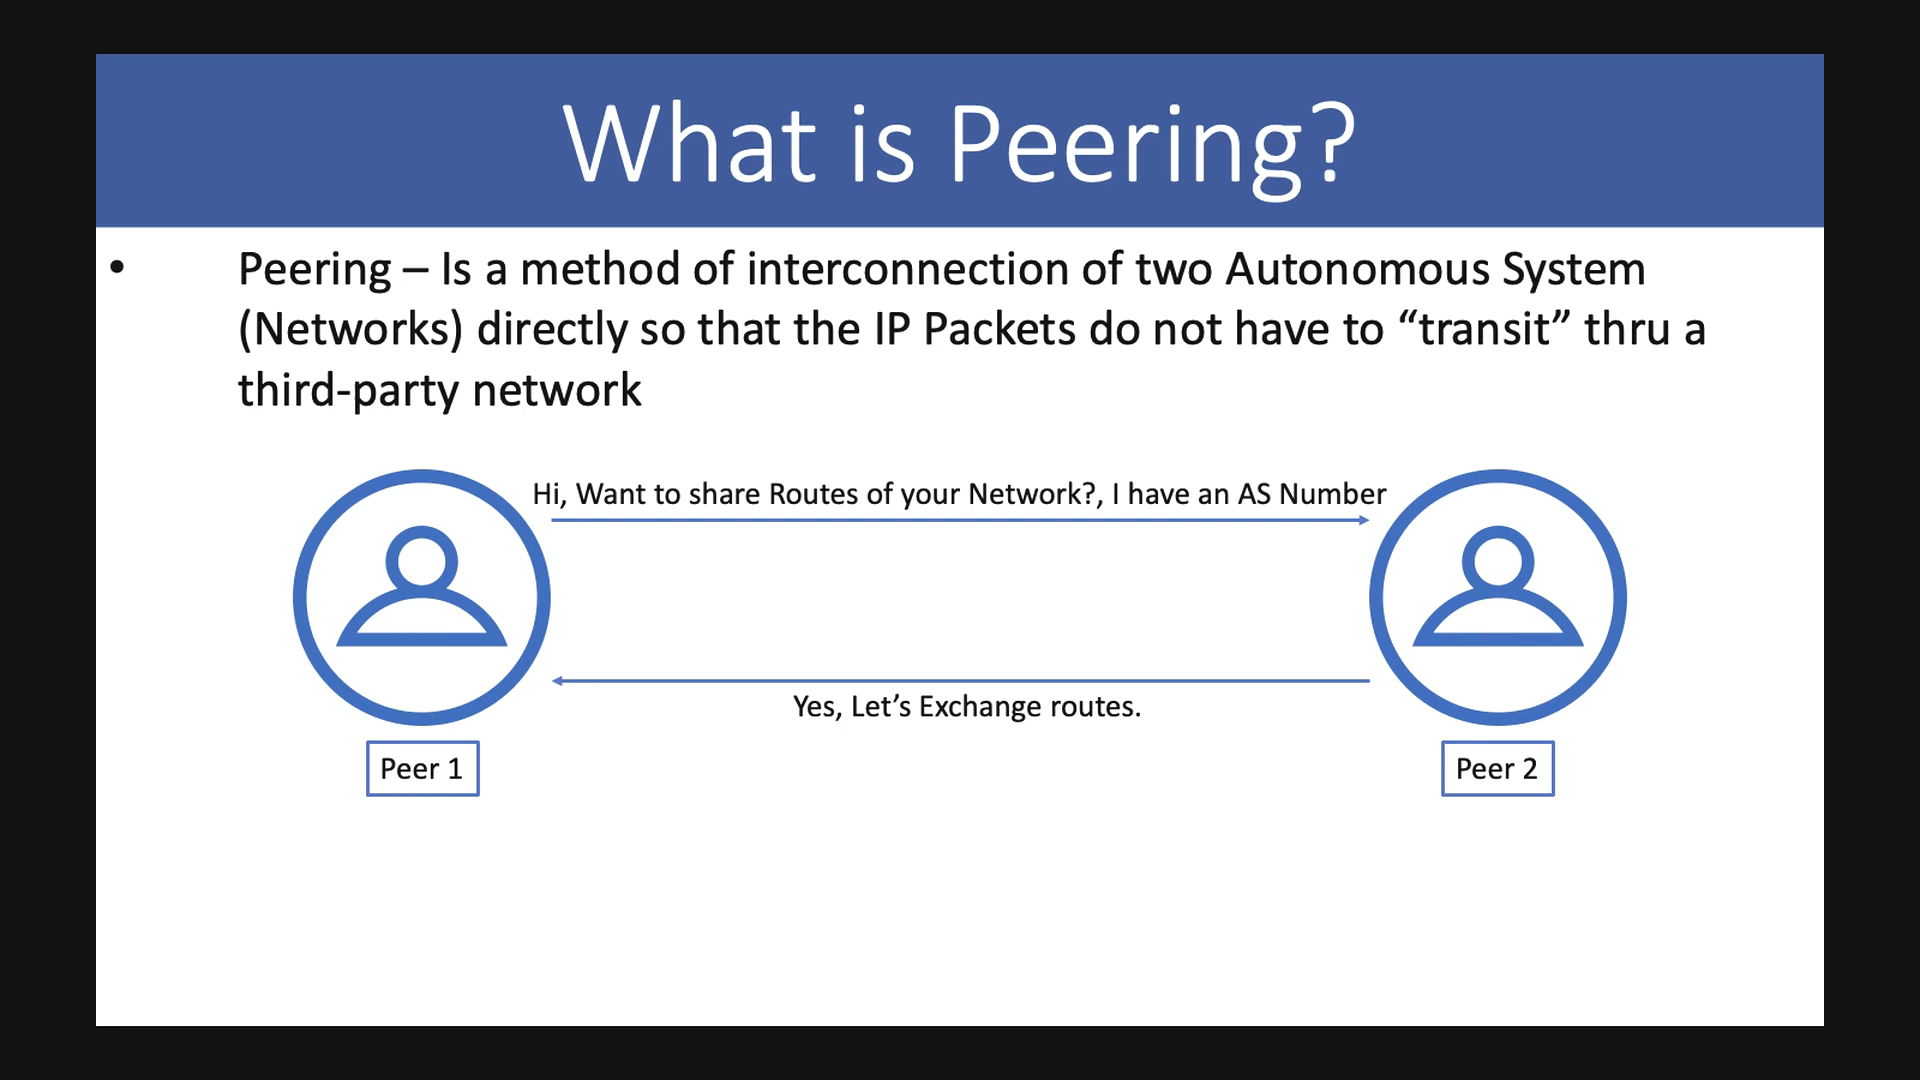 What is Peering?
• Peering – Is a method of interconnection of two Autonomous System
(Networks) directly so that the IP Packets do not have to “transit” thru a
third-party network
Hi, Want to share Routes of your Network?, I have an AS Number
Yes, Let’s Exchange routes.
Peer 1
Peer 2